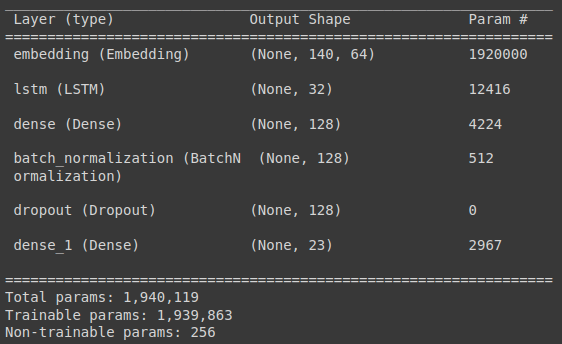 Layer (type) Output Shape Param #
=================================================================
embedding (Embedding) (None, 140, 64) 1920000
lstm (LSTM) (None, 32) 12416
dense (Dense) (None, 128) 4224
batch_normalization (BatchN (None, 128) 512
ormalization)
dropout (Dropout) (None, 128) 0
dense_1 (Dense) (None, 23) 2967
=================================================================
Total params: 1,940,119
Trainable params: 1,939,863
Non-trainable params: 256